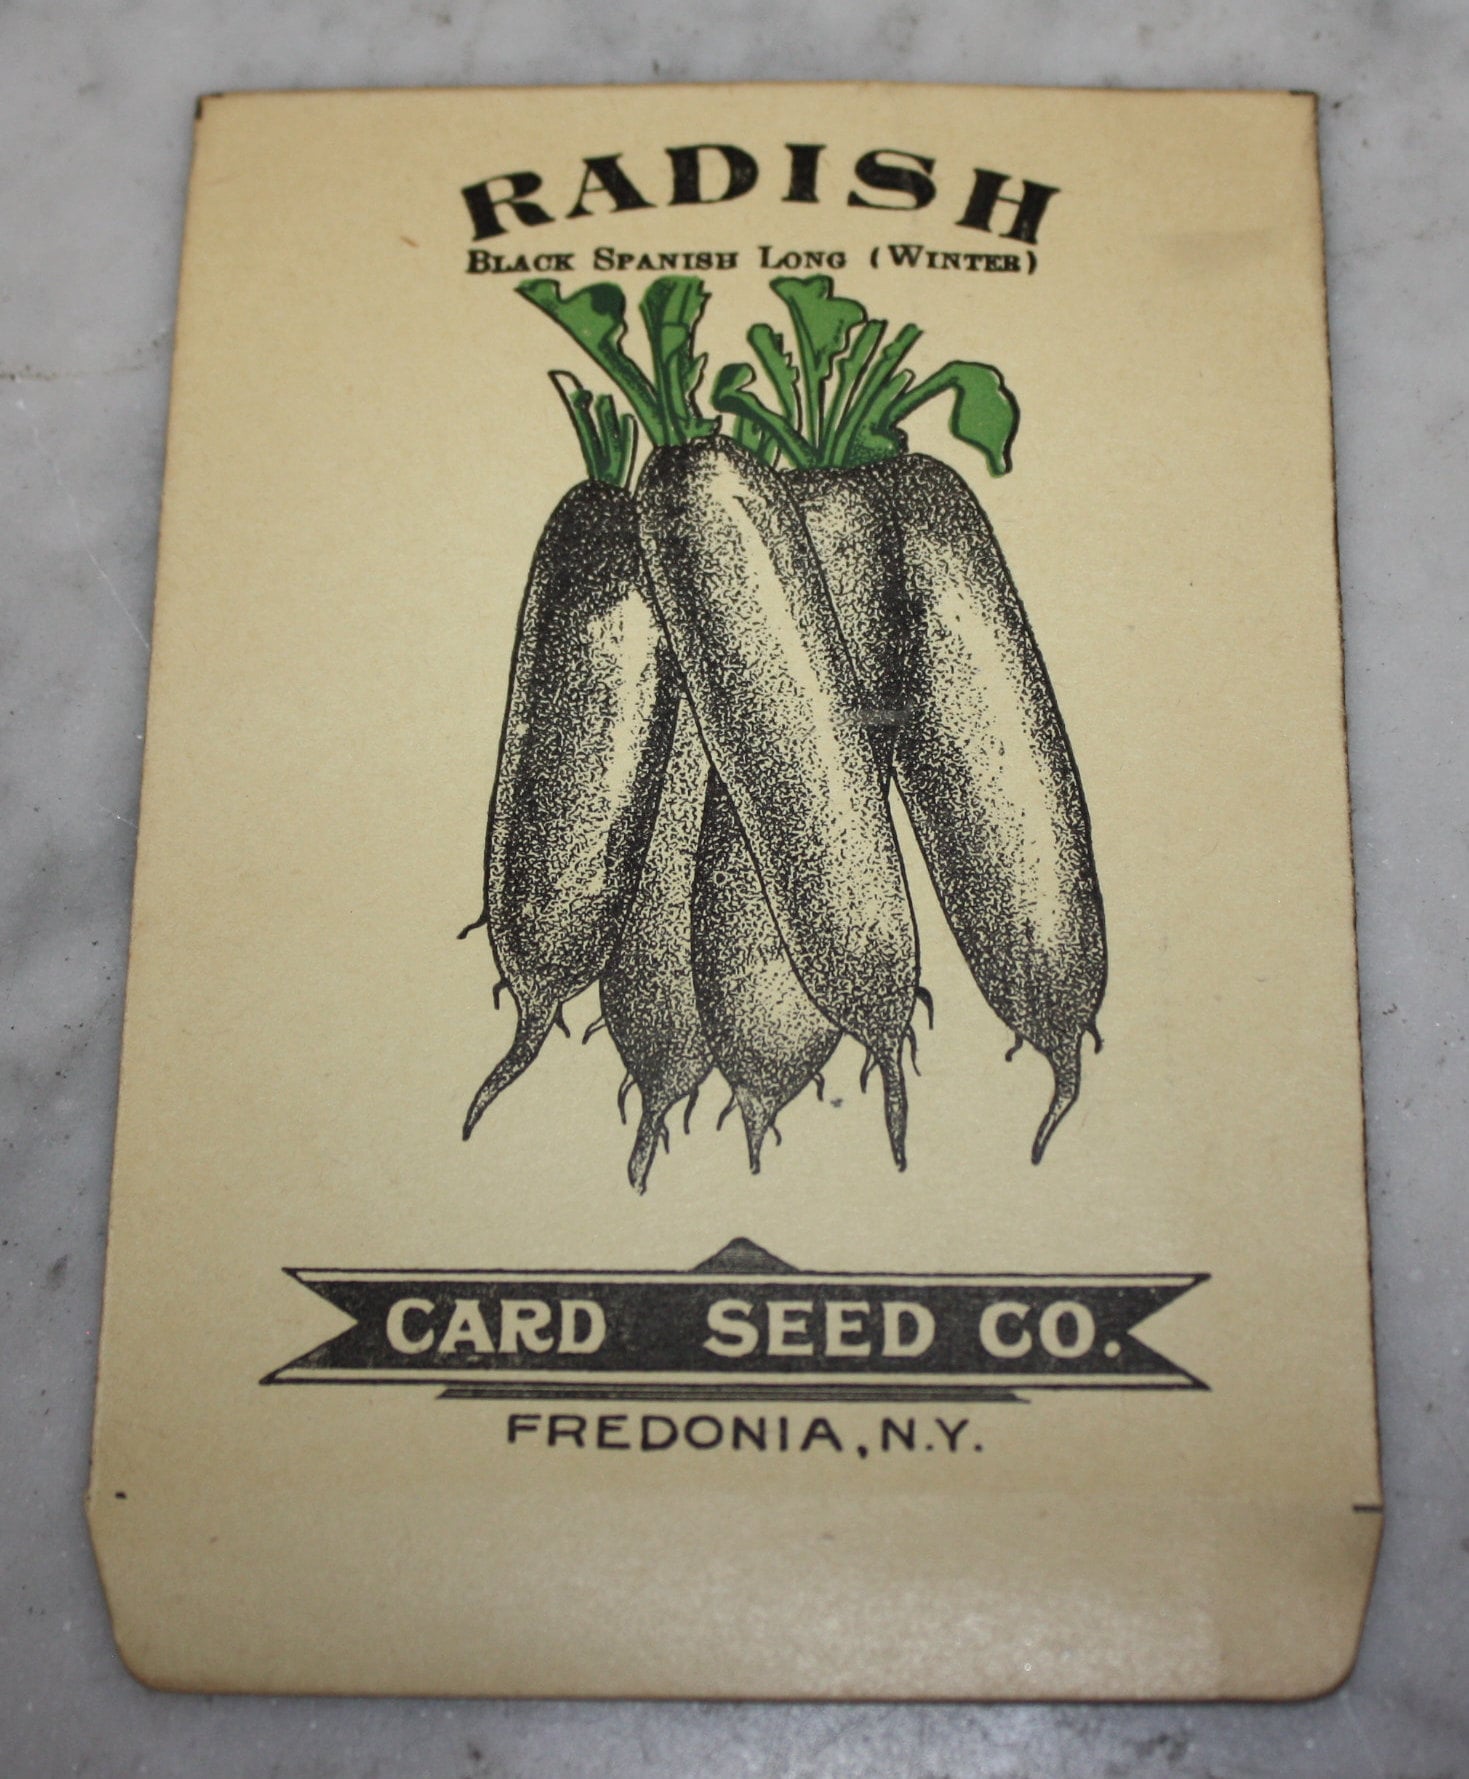 RADISH
BLACK SPANISH LONG (WINTER)
CARD SEED CO.
FREDONIA, N.Y.